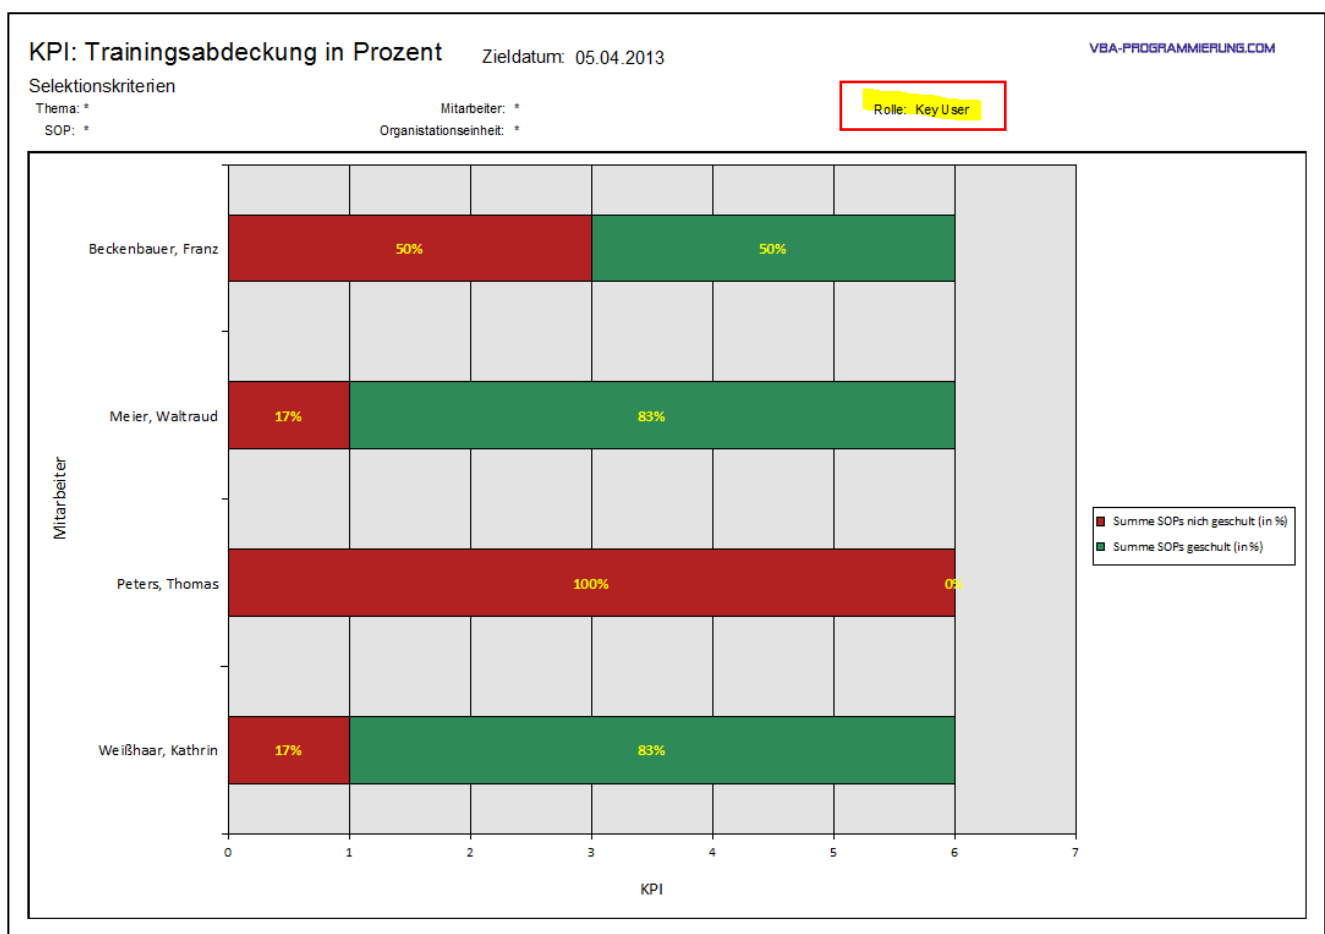 KPI: Trainingsabdeckung in Prozent Zieldatum: 05.04.2013 VBA-PROGRAMMIERUNG.COM
Selektionskriterien
Thema: * Mitarbeiter: * Rolle: Key User
SOP: * Organistationseinheit: *
Beckenbauer, Franz 50% 50%
Meier, Waltraud 17% 83%
Mitarbeiter
Summe SOPs nich geschult (in %)
Summe SOPs geschult (in %)
Peters, Thomas 100% 0%
Weißhaar, Kathrin 17% 83%
0 1 2 3 4 5 6 7
KPI